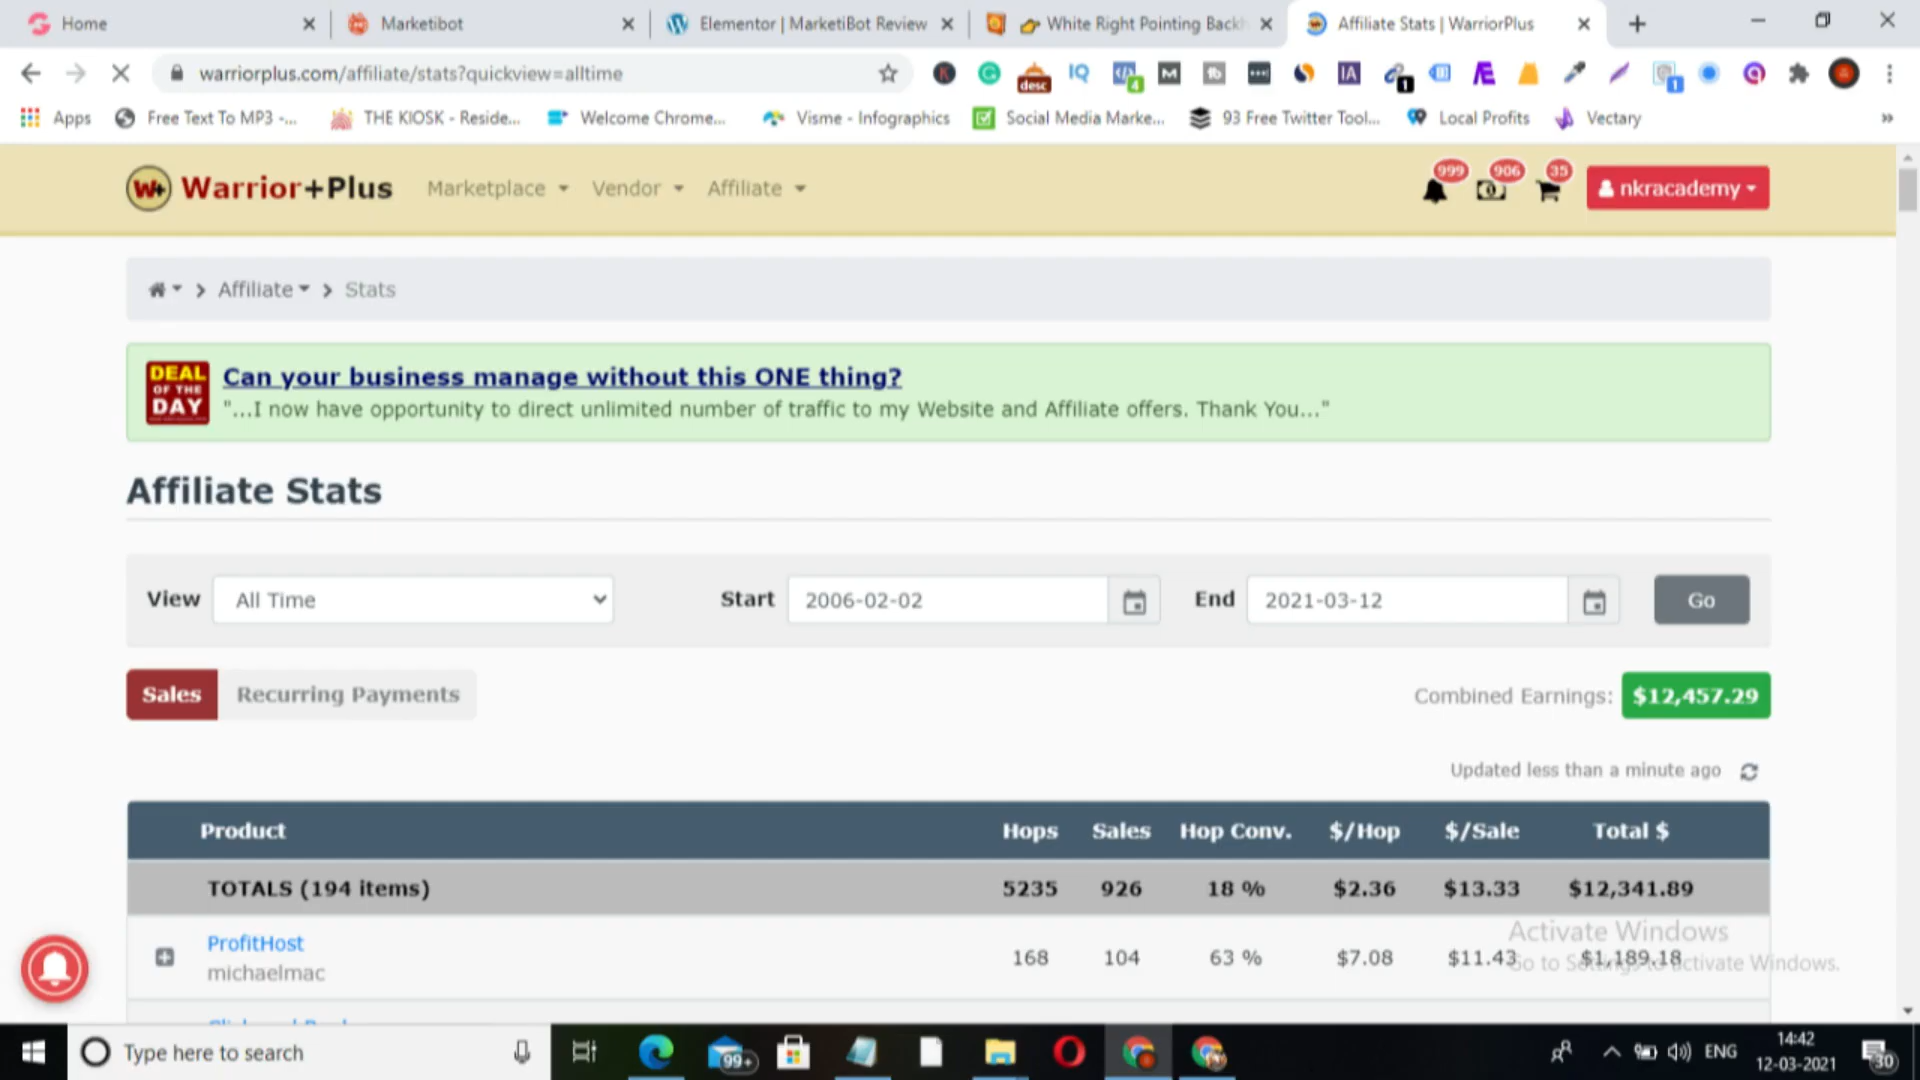 Home
Marketibot
Elementor | MarketiBot Review
White Right Pointing Backh
Affiliate Stats | WarriorPlus
warriorplus.com/affiliate/stats?quickview=alltime
desc
IQ
4
M
IA
1
1
Apps
Free Text To MP3 -...
THE KIOSK - Reside...
Welcome Chrome...
Visme - Infographics
Social Media Marke...
93 Free Twitter Tool...
Local Profits
Vectary
»
W+ Warrior+Plus
Marketplace
Vendor
Affiliate
999
906
35
nkracademy
Affiliate
Stats
DEAL
OF THE
DAY
Can your business manage without this ONE thing?
"...I now have opportunity to direct unlimited number of traffic to my Website and Affiliate offers. Thank You..."
Affiliate Stats
View All Time Start 2006-02-02 End 2021-03-12 Go
Sales Recurring Payments
Combined Earnings: $12,457.29
Updated less than a minute ago
Product Hops Sales Hop Conv. $/Hop $/Sale Total $
TOTALS (194 items) 5235 926 18 % $2.36 $13.33 $12,341.89
ProfitHost
michaelmac
168 104 63 % $7.08 $11.43 $1,189.18
Activate Windows
Go to Settings to activate Windows.
Type here to search
99+
ENG
14:42
12-03-2021
30